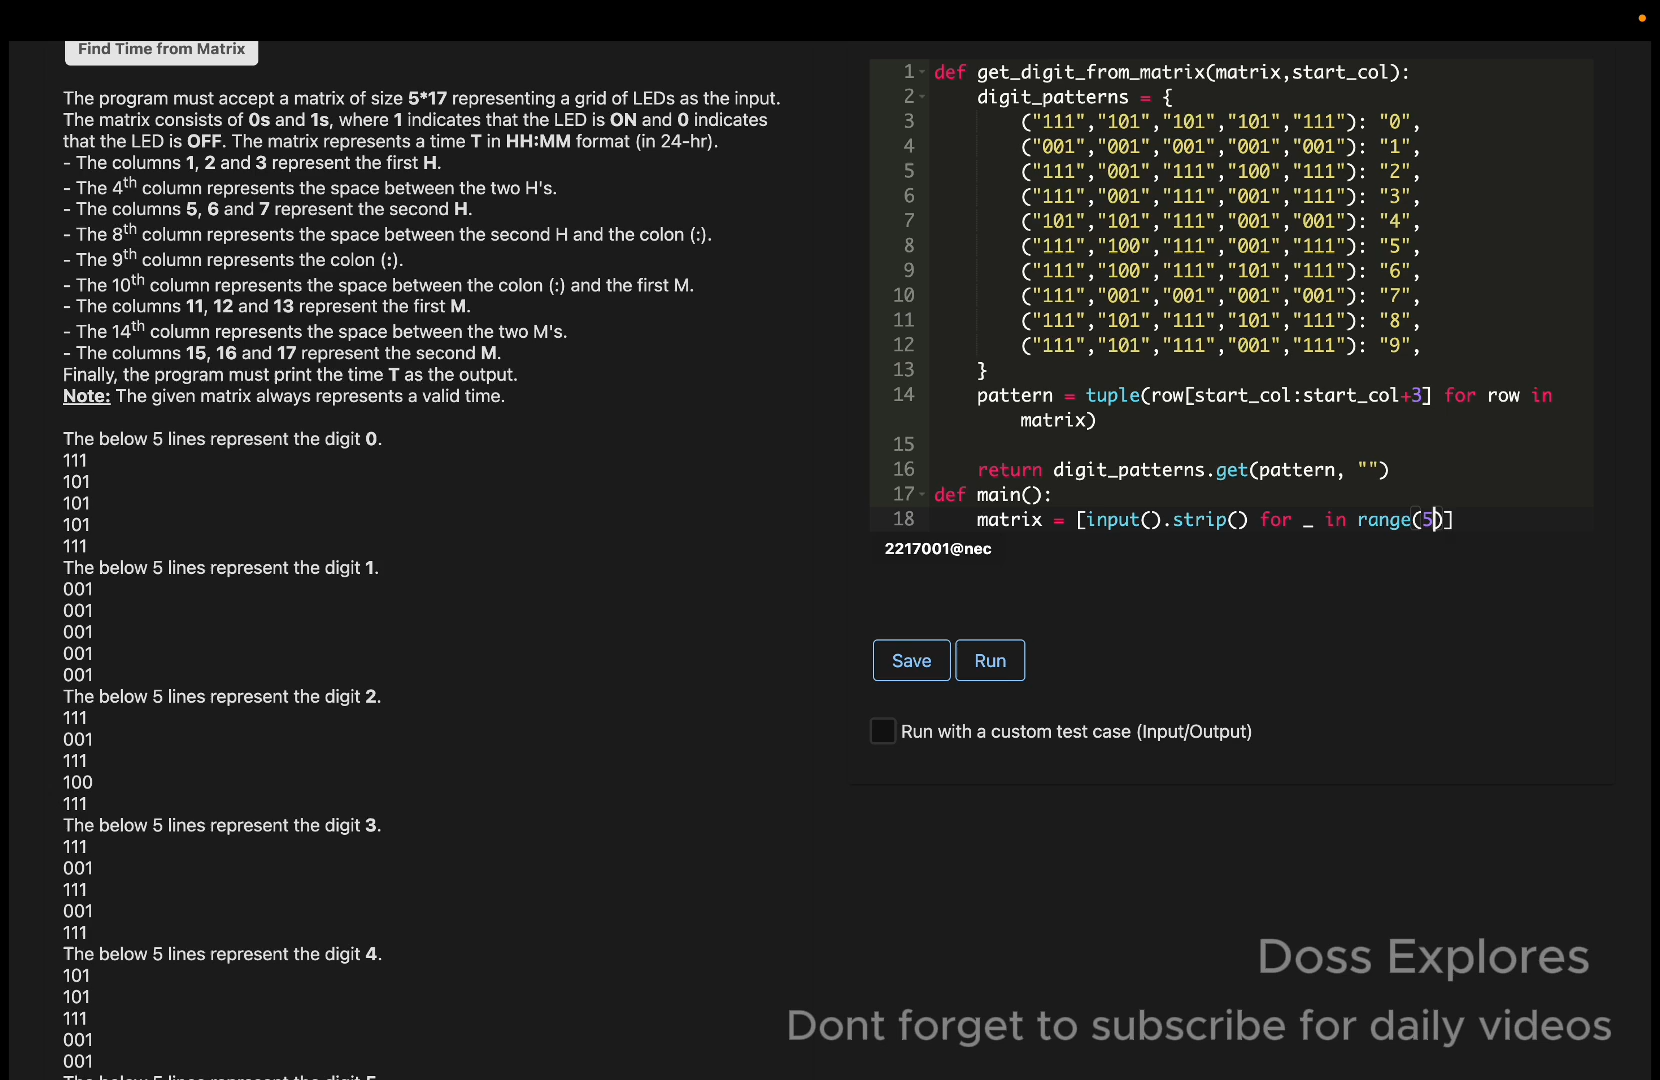 Find Time from Matrix
The program must accept a matrix of size 5*17 representing a grid of LEDs as the input.
The matrix consists of 0s and 1s, where 1 indicates that the LED is ON and 0 indicates
that the LED is OFF. The matrix represents a time T in HH:MM format (in 24-hr).
- The columns 1, 2 and 3 represent the first H.
- The 4th column represents the space between the two H's.
- The columns 5, 6 and 7 represent the second H.
- The 8th column represents the space between the second H and the colon (:).
- The 9th column represents the colon (:).
- The 10th column represents the space between the colon (:) and the first M.
- The columns 11, 12 and 13 represent the first M.
- The 14th column represents the space between the two M's.
- The columns 15, 16 and 17 represent the second M.
Finally, the program must print the time T as the output.
Note: The given matrix always represents a valid time.
The below 5 lines represent the digit 0.
111
101
101
101
111
The below 5 lines represent the digit 1.
001
001
001
001
001
The below 5 lines represent the digit 2.
111
001
111
100
111
The below 5 lines represent the digit 3.
111
001
111
001
111
The below 5 lines represent the digit 4.
101
101
111
001
001
1 def get_digit_from_matrix(matrix,start_col):
2 digit_patterns = {
3 ("111","101","101","101","111"): "0",
4 ("001","001","001","001","001"): "1",
5 ("111","001","111","100","111"): "2",
6 ("111","001","111","001","111"): "3",
7 ("101","101","111","001","001"): "4",
8 ("111","100","111","001","111"): "5",
9 ("111","100","111","101","111"): "6",
10 ("111","001","001","001","001"): "7",
11 ("111","101","111","101","111"): "8",
12 ("111","101","111","001","111"): "9",
13 }
14 pattern = tuple(row[start_col:start_col+3] for row in
matrix)
15
16 return digit_patterns.get(pattern, "")
17 def main():
18 matrix = [input().strip() for _ in range(5)]
2217001@nec
Save Run
Run with a custom test case (Input/Output)
Doss Explores
Dont forget to subscribe for daily videos